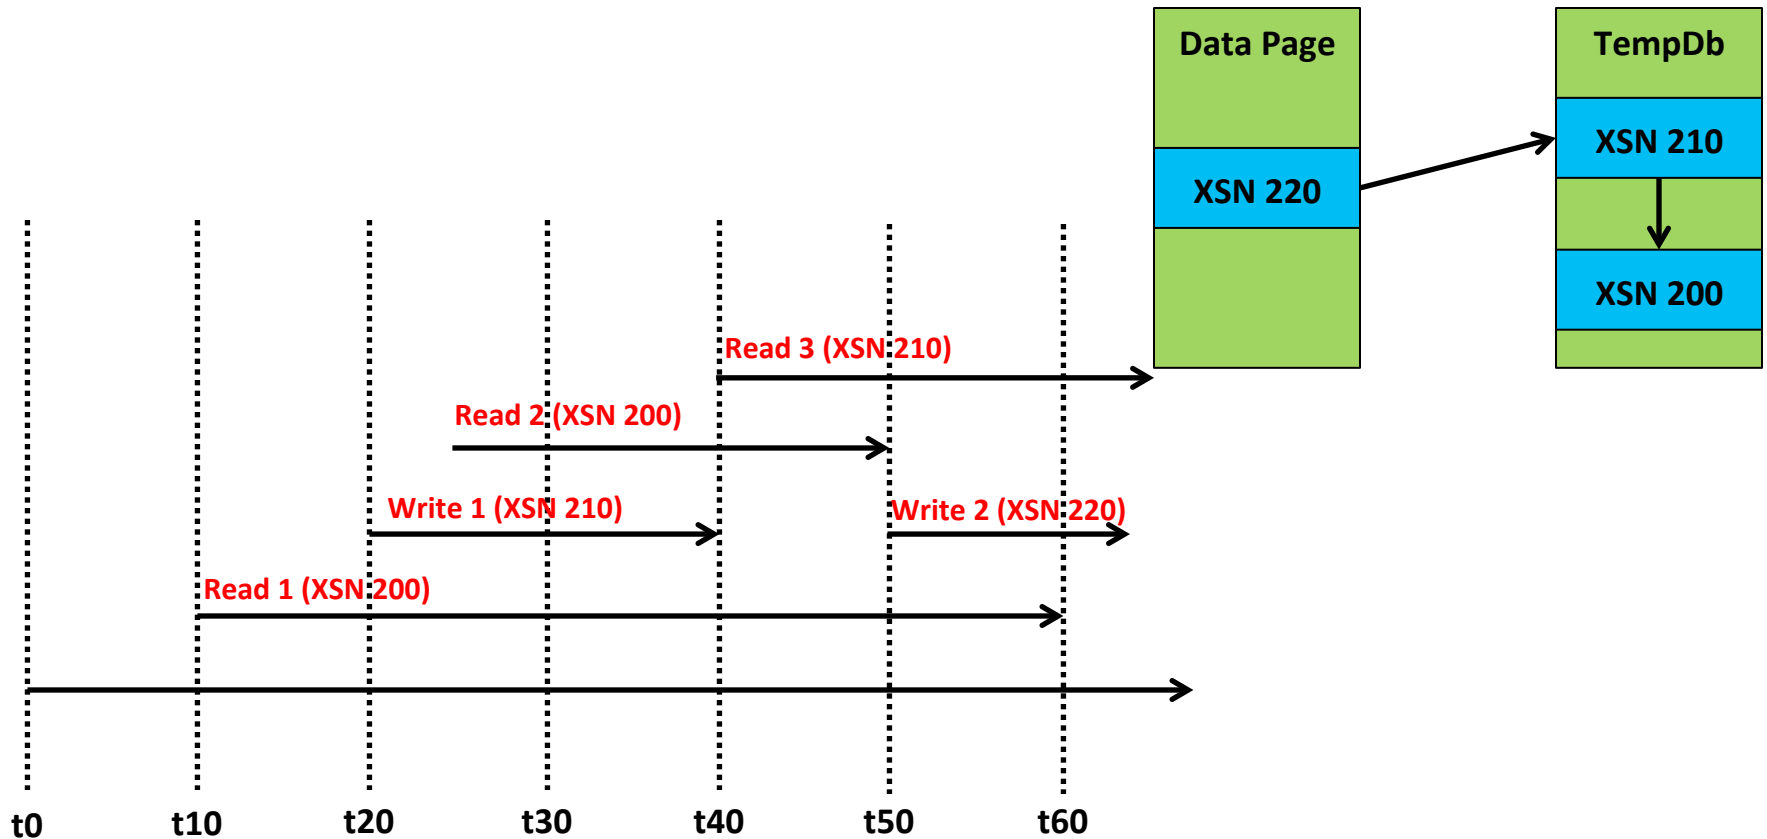 Data Page
TempDb
XSN 210
XSN 220
XSN 200
Read 3 (XSN 210)
Read 2 (XSN 200)
Write 1 (XSN 210)
Write 2 (XSN 220)
Read 1 (XSN 200)
t0
t10
t20
t30
t40
t50
t60